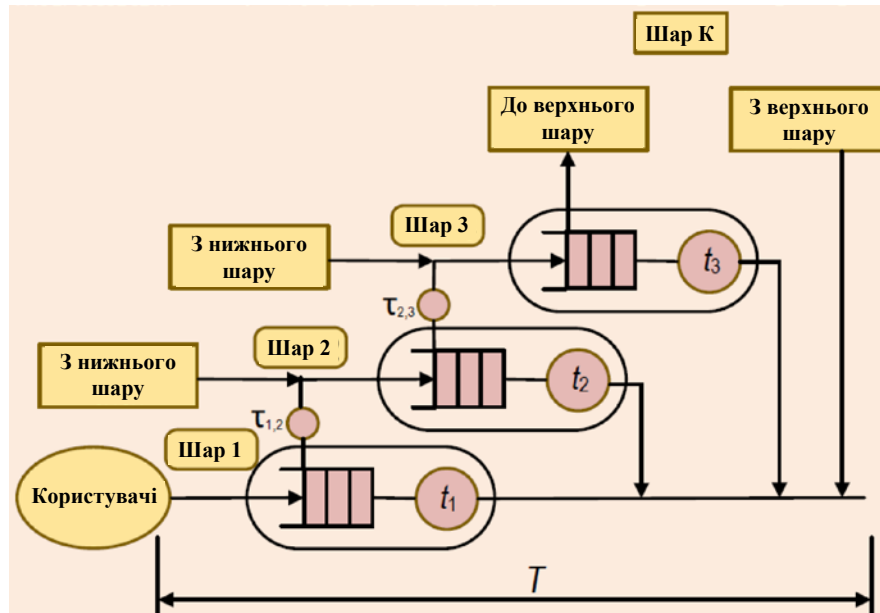 Шар K
До верхнього
шару
З верхнього
шару
Шар 3
З нижнього
шару
t3
τ2,3
Шар 2
З нижнього
шару
t2
τ1,2
Шар 1
Користувачі
t1
T